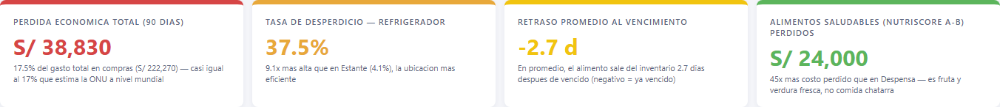 PERDIDA ECONOMICA TOTAL (90 DIAS)
S/ 38,830
17.5% del gasto total en compras (S/ 222,270) — casi igual
al 17% que estima la ONU a nivel mundial
TASA DE DESPERDICIO — REFRIGERADOR
37.5%
9.1x mas alta que en Estante (4.1%), la ubicacion mas
eficiente
RETRASO PROMEDIO AL VENCIMIENTO
-2.7 d
En promedio, el alimento sale del inventario 2.7 dias
despues de vencido (negativo = ya vencido)
ALIMENTOS SALUDABLES (NUTRISCORE A-B)
PERDIDOS
S/ 24,000
45x mas costo perdido que en Despensa — es fruta y
verdura fresca, no comida chatarra